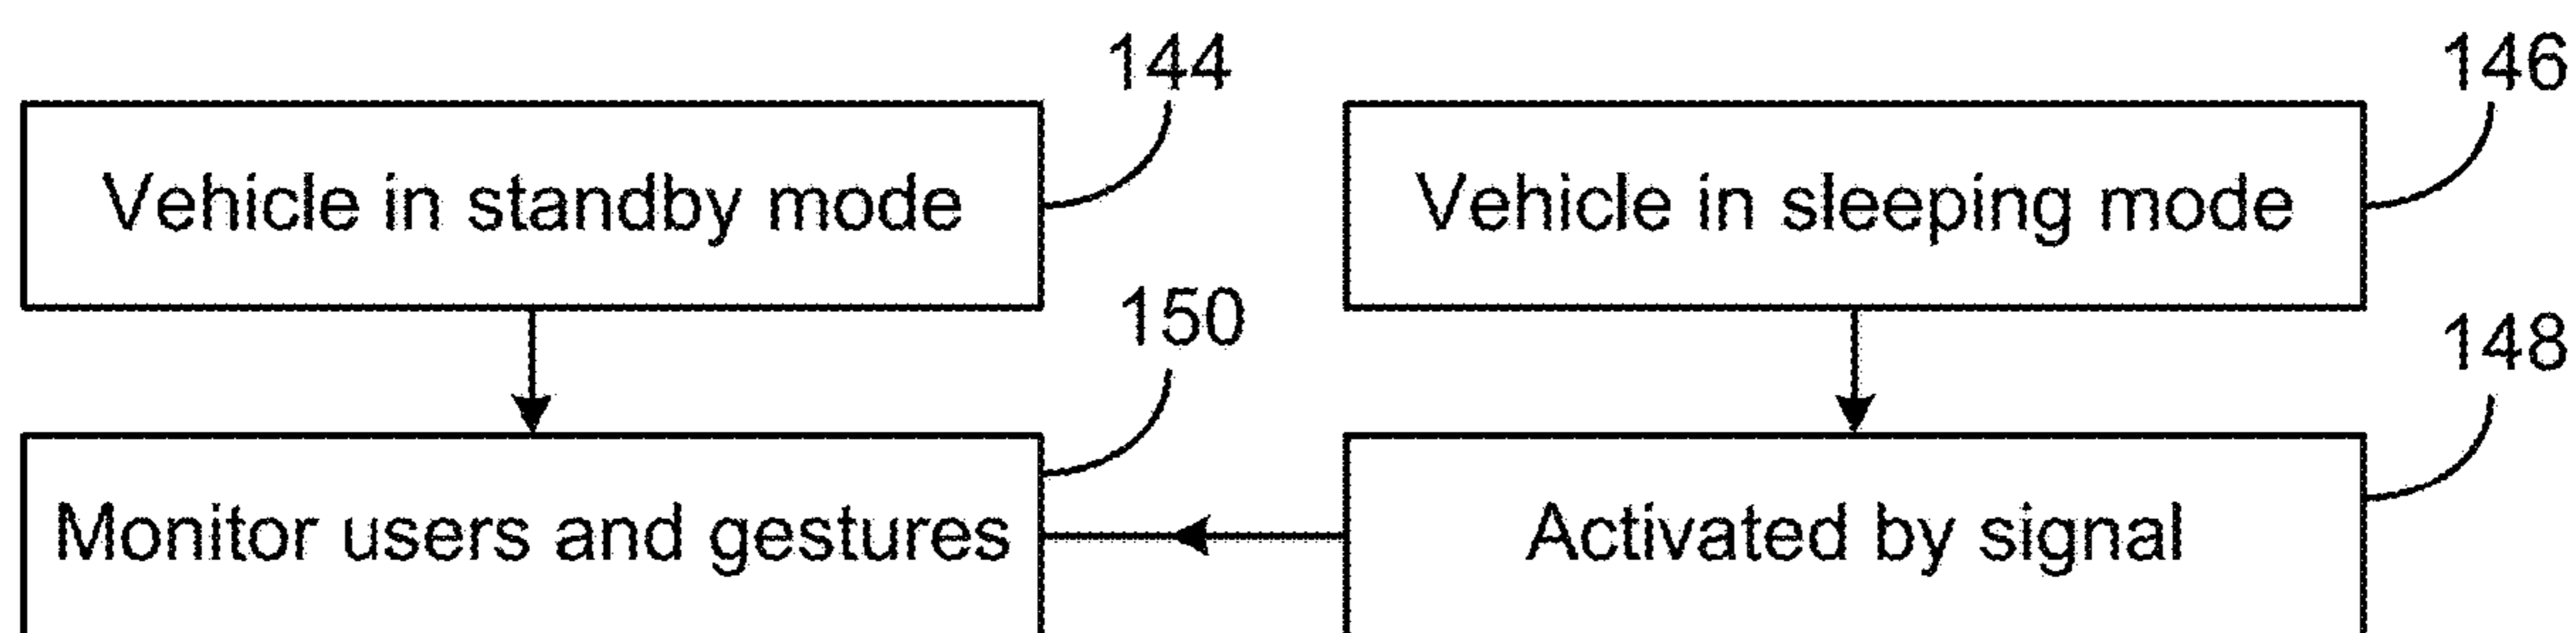 144
146
Vehicle in standby mode
Vehicle in sleeping mode
150
148
Monitor users and gestures
Activated by signal